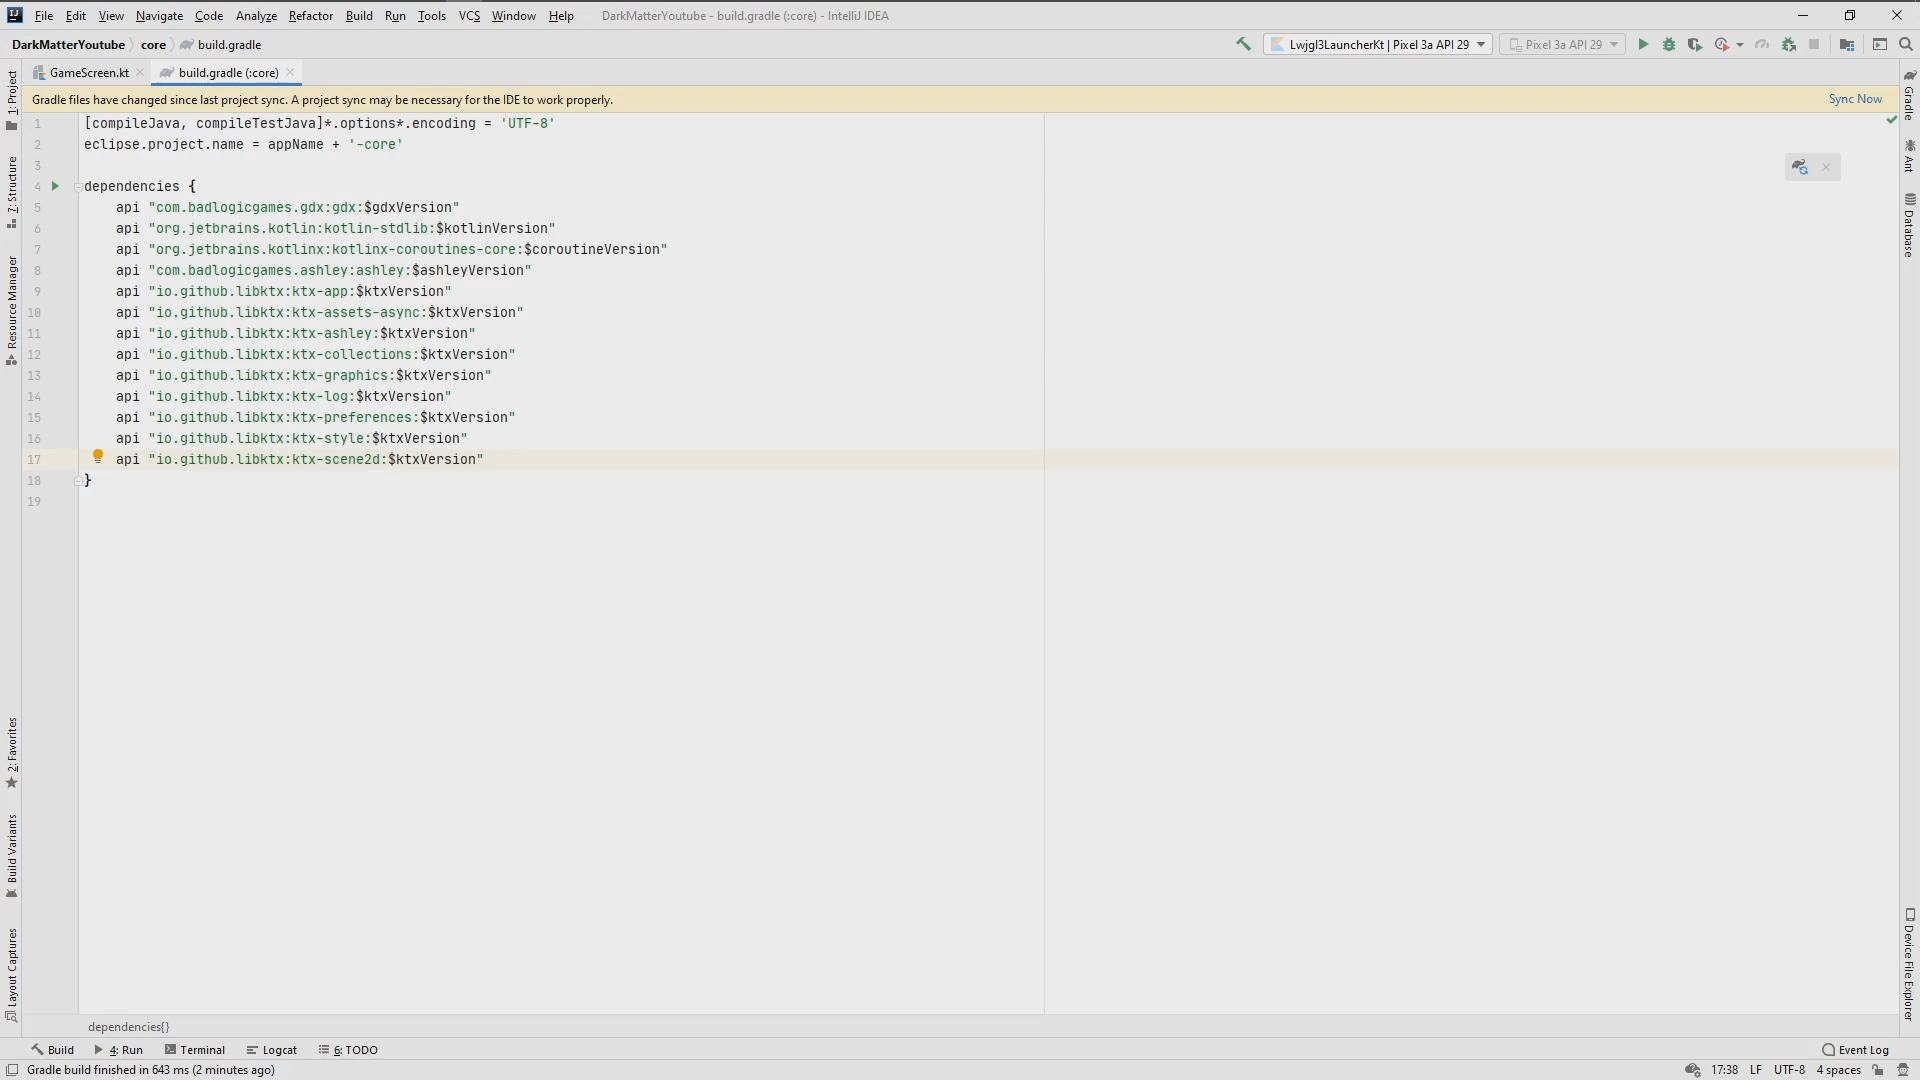 File Edit View Navigate Code Analyze Refactor Build Run Tools VCS Window Help DarkMatterYoutube - build.gradle (:core) - IntelliJ IDEA
DarkMatterYoutube core build.gradle Lwjgl3LauncherKt | Pixel 3a API 29 Pixel 3a API 29
GameScreen.kt build.gradle (:core)
Gradle files have changed since last project sync. A project sync may be necessary for the IDE to work properly. Sync Now
1 [compileJava, compileTestJava]*.options*.encoding = 'UTF-8'
2 eclipse.project.name = appName + '-core'
3
4 dependencies {
5 api "com.badlogicgames.gdx:gdx:$gdxVersion"
6 api "org.jetbrains.kotlin:kotlin-stdlib:$kotlinVersion"
7 api "org.jetbrains.kotlinx:kotlinx-coroutines-core:$coroutineVersion"
8 api "com.badlogicgames.ashley:ashley:$ashleyVersion"
9 api "io.github.libktx:ktx-app:$ktxVersion"
10 api "io.github.libktx:ktx-assets-async:$ktxVersion"
11 api "io.github.libktx:ktx-ashley:$ktxVersion"
12 api "io.github.libktx:ktx-collections:$ktxVersion"
13 api "io.github.libktx:ktx-graphics:$ktxVersion"
14 api "io.github.libktx:ktx-log:$ktxVersion"
15 api "io.github.libktx:ktx-preferences:$ktxVersion"
16 api "io.github.libktx:ktx-style:$ktxVersion"
17 api "io.github.libktx:ktx-scene2d:$ktxVersion"
18 }
19
1: Project
7: Structure
Resource Manager
2: Favorites
Build Variants
Layout Captures
Gradle
Ant
Database
Device File Explorer
dependencies{}
Build 4: Run Terminal Logcat 6: TODO Event Log
Gradle build finished in 643 ms (2 minutes ago) 17:38 LF UTF-8 4 spaces